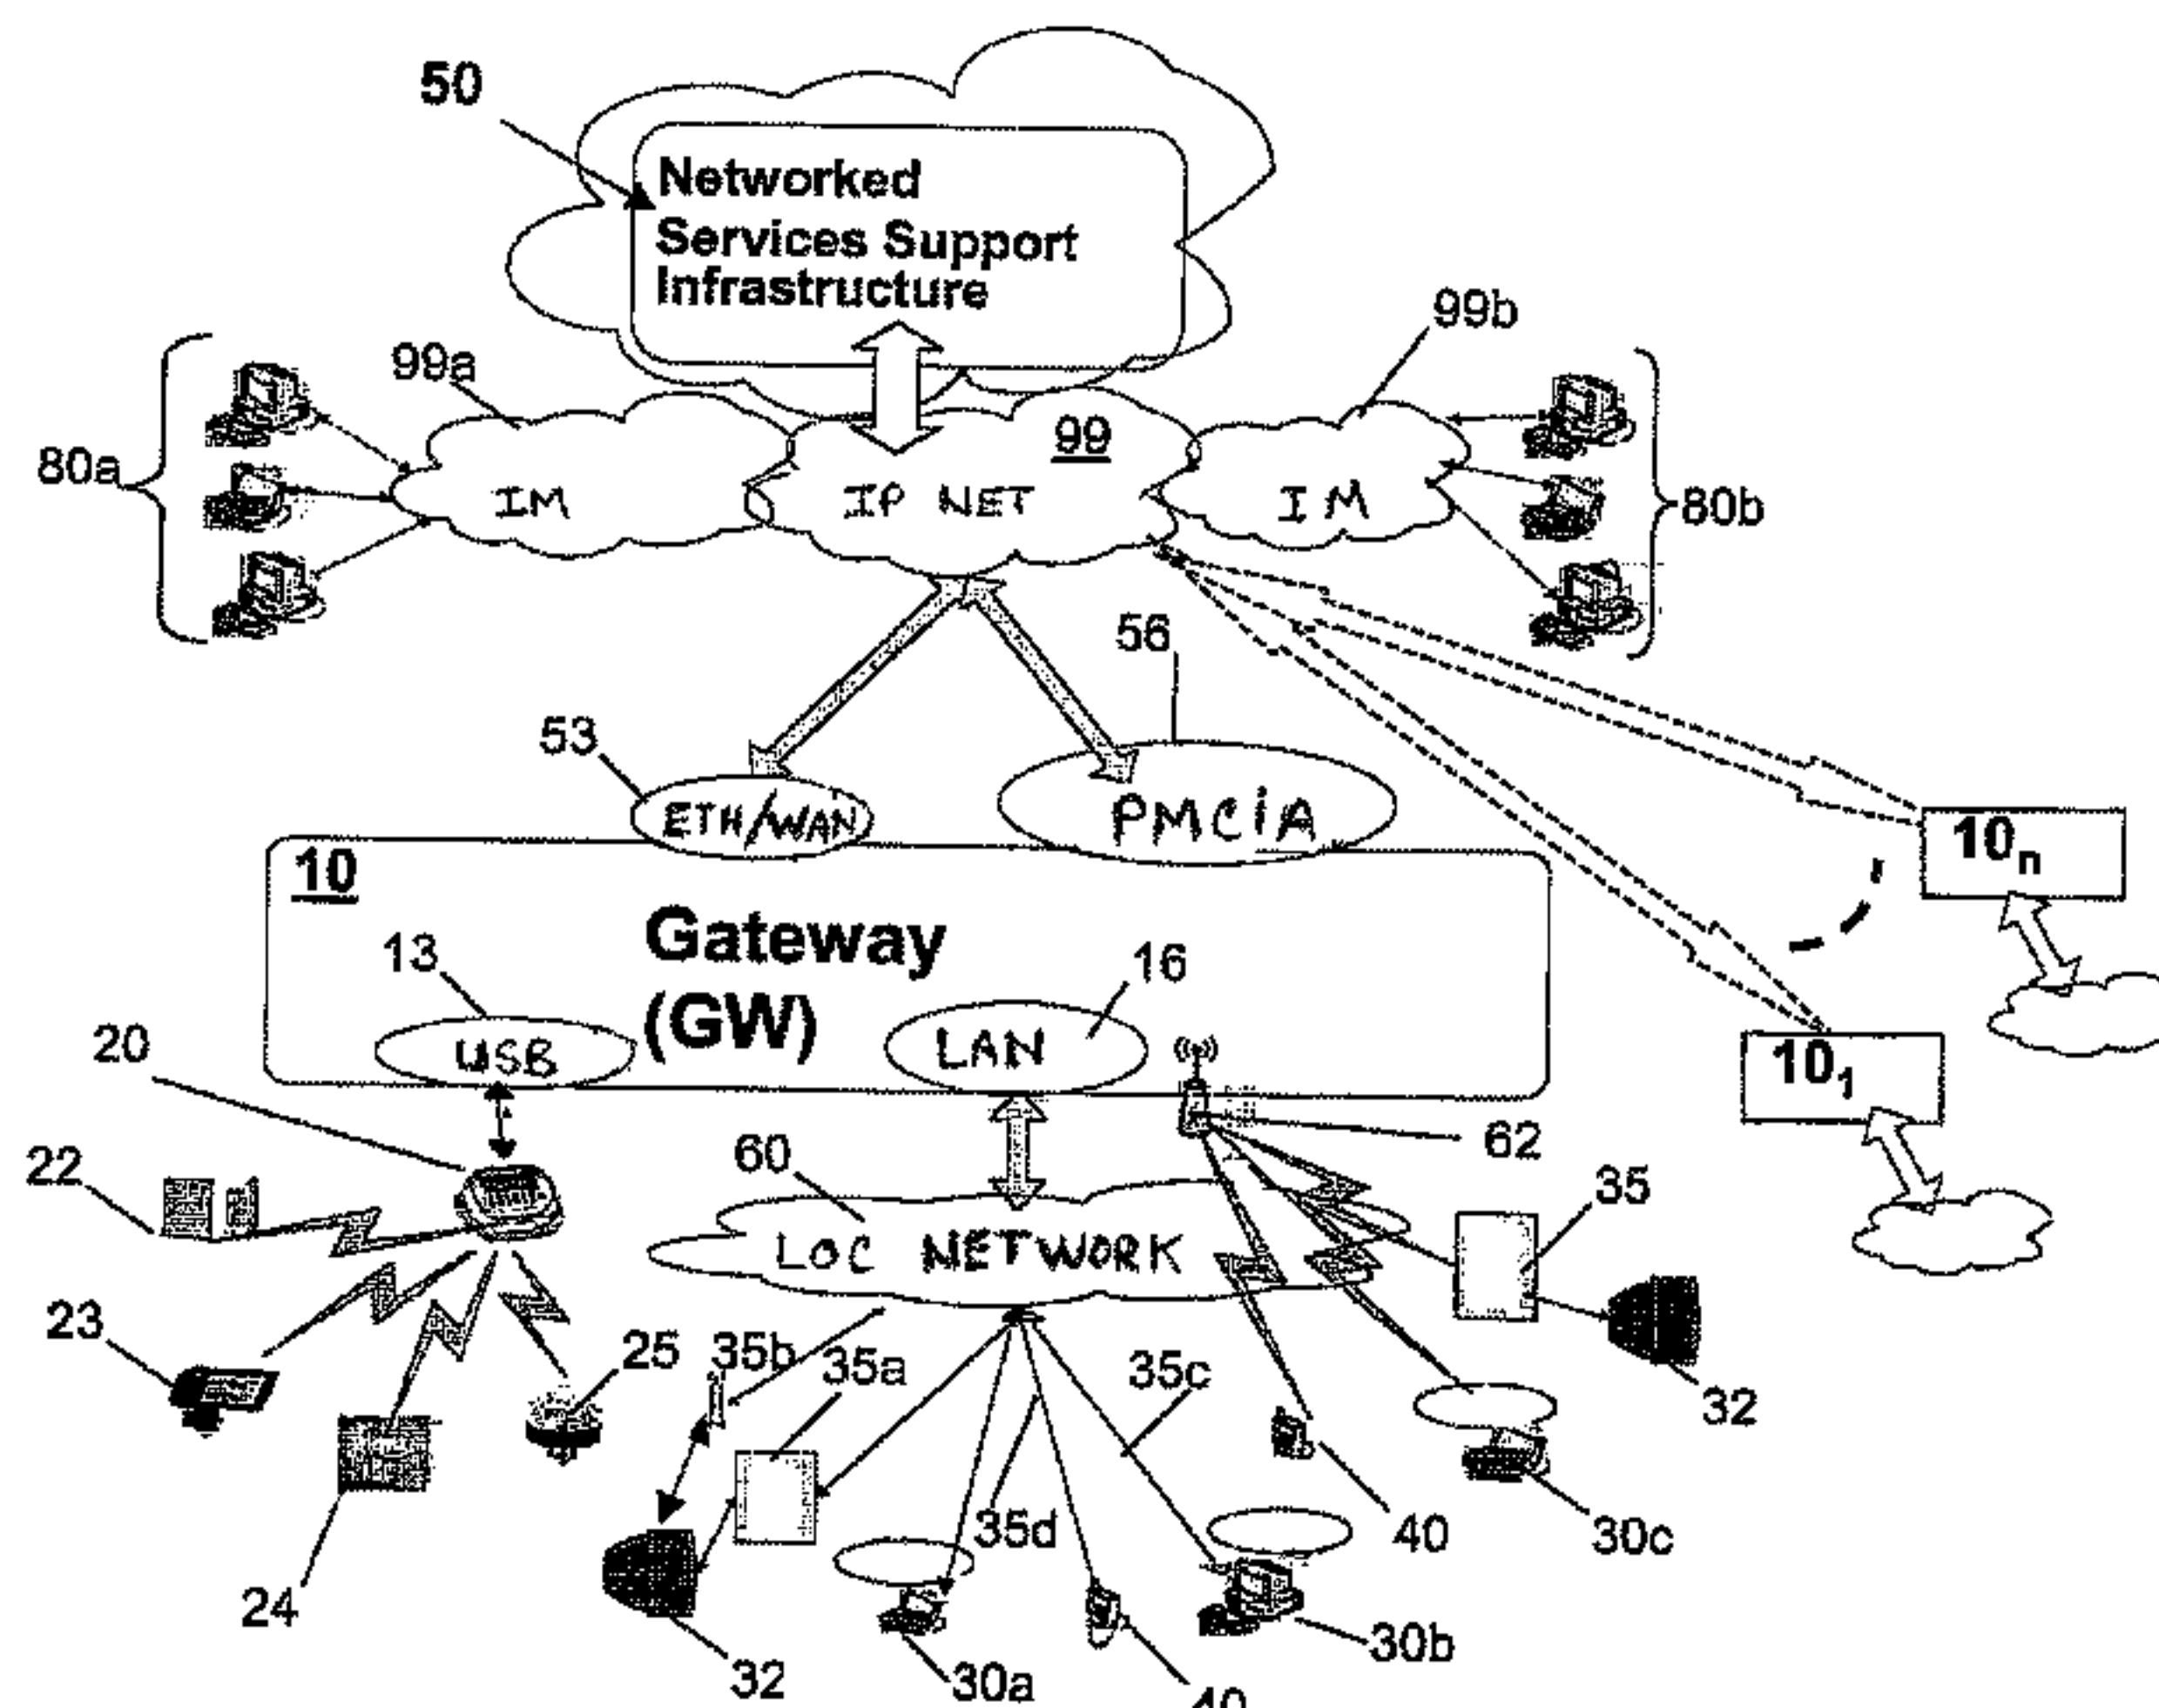 50
Networked
Services Support
Infrastructure
99a
99b
99
80a
IM
IP NET
IM
80b
56
53
ETH/WAN
PMCIA
10
10n
Gateway
(GW)
13
16
USB
LAN
20
101
22
60
62
35
LOC NETWORK
23
25
35b
35a
35c
32
24
35d
40
30c
32
30a
30b
40